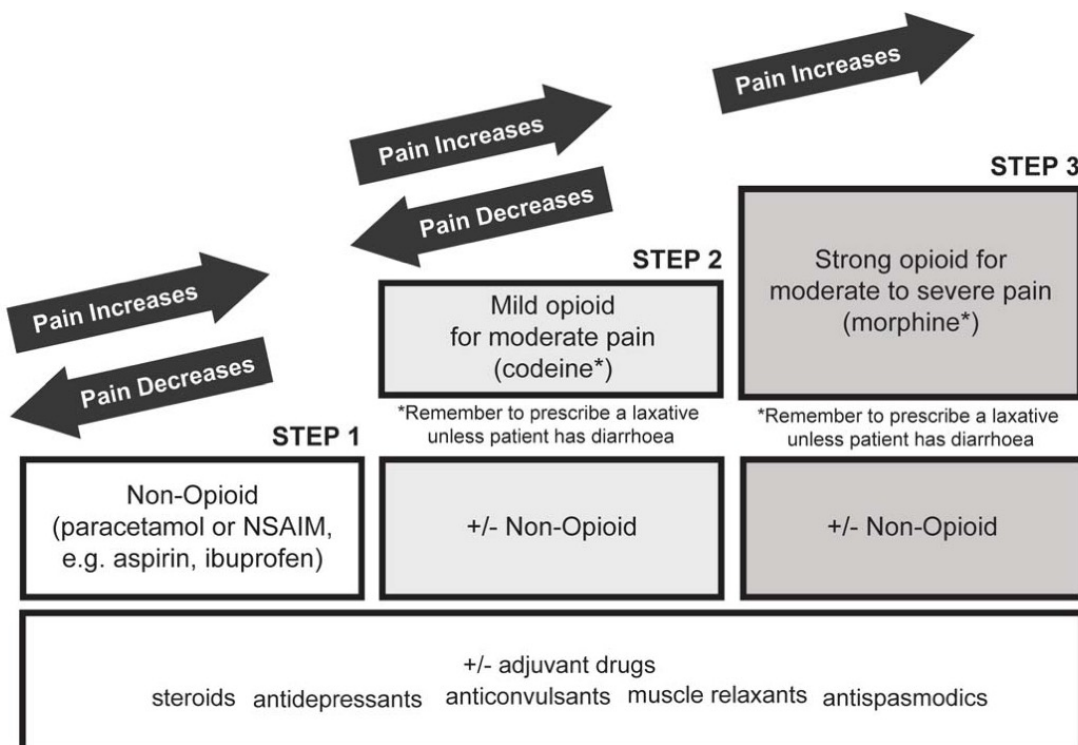 Pain Increases
Pain Increases
Pain Decreases
Pain Increases
Pain Decreases
STEP 1
Non-Opioid
(paracetamol or NSAIM,
e.g. aspirin, ibuprofen)
STEP 2
Mild opioid
for moderate pain
(codeine*)
*Remember to prescribe a laxative
unless patient has diarrhoea
+/- Non-Opioid
STEP 3
Strong opioid for
moderate to severe pain
(morphine*)
*Remember to prescribe a laxative
unless patient has diarrhoea
+/- Non-Opioid
+/- adjuvant drugs
steroids antidepressants anticonvulsants muscle relaxants antispasmodics